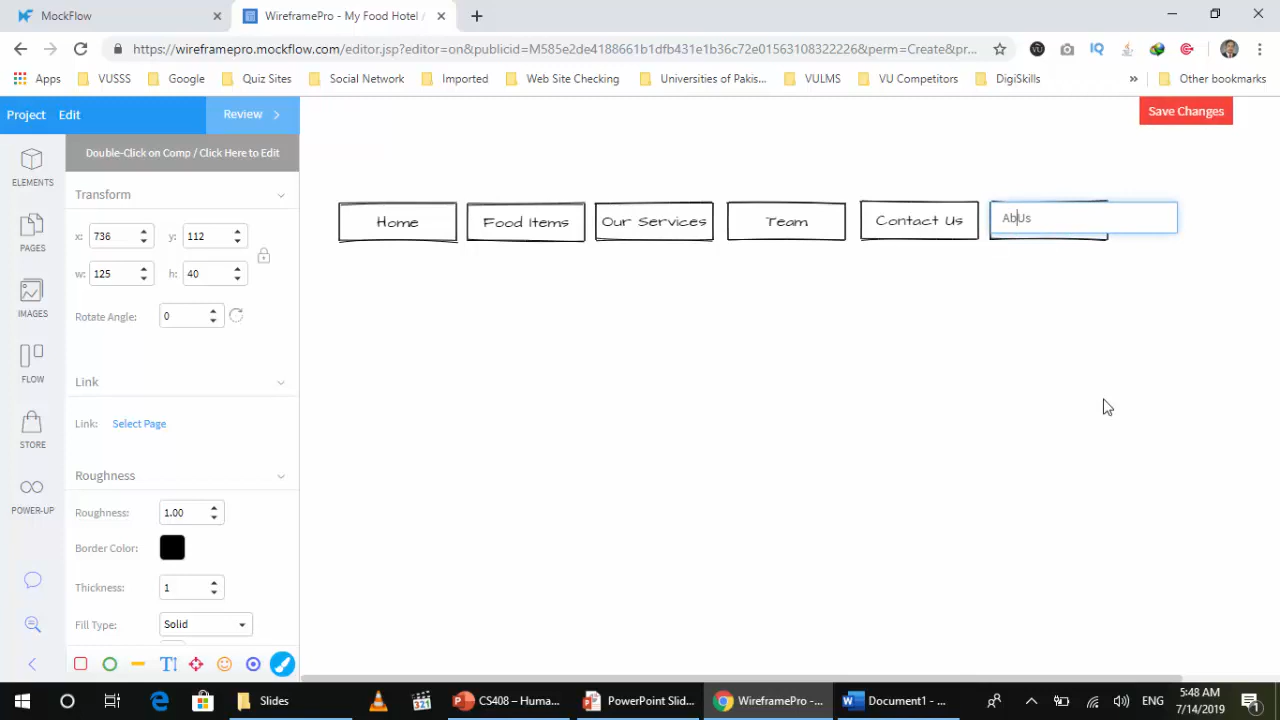 MockFlow
WireframePro - My Food Hotel /
https://wireframepro.mockflow.com/editor.jsp?editor=on&publicid=M585e2de4188661b1dfb431e1b36c72e01563108322226&perm=Create&pr...
Apps VUSSS Google Quiz Sites Social Network Imported Web Site Checking Universities of Pakis... VULMS VU Competitors DigiSkills » Other bookmarks
Project Edit Review
Save Changes
Double-Click on Comp / Click Here to Edit
ELEMENTS
PAGES
IMAGES
FLOW
STORE
POWER-UP
Transform
x: 736 y: 112
w: 125 h: 40
Rotate Angle: 0
Link
Link: Select Page
Roughness
Roughness: 1.00
Border Color:
Thickness: 1
Fill Type: Solid
Home Food Items Our Services Team Contact Us AbUs
Slides
321
CS408 – Huma...
PowerPoint Slid...
WireframePro -...
Document1 - ...
ENG
5:48 AM
7/14/2019
1